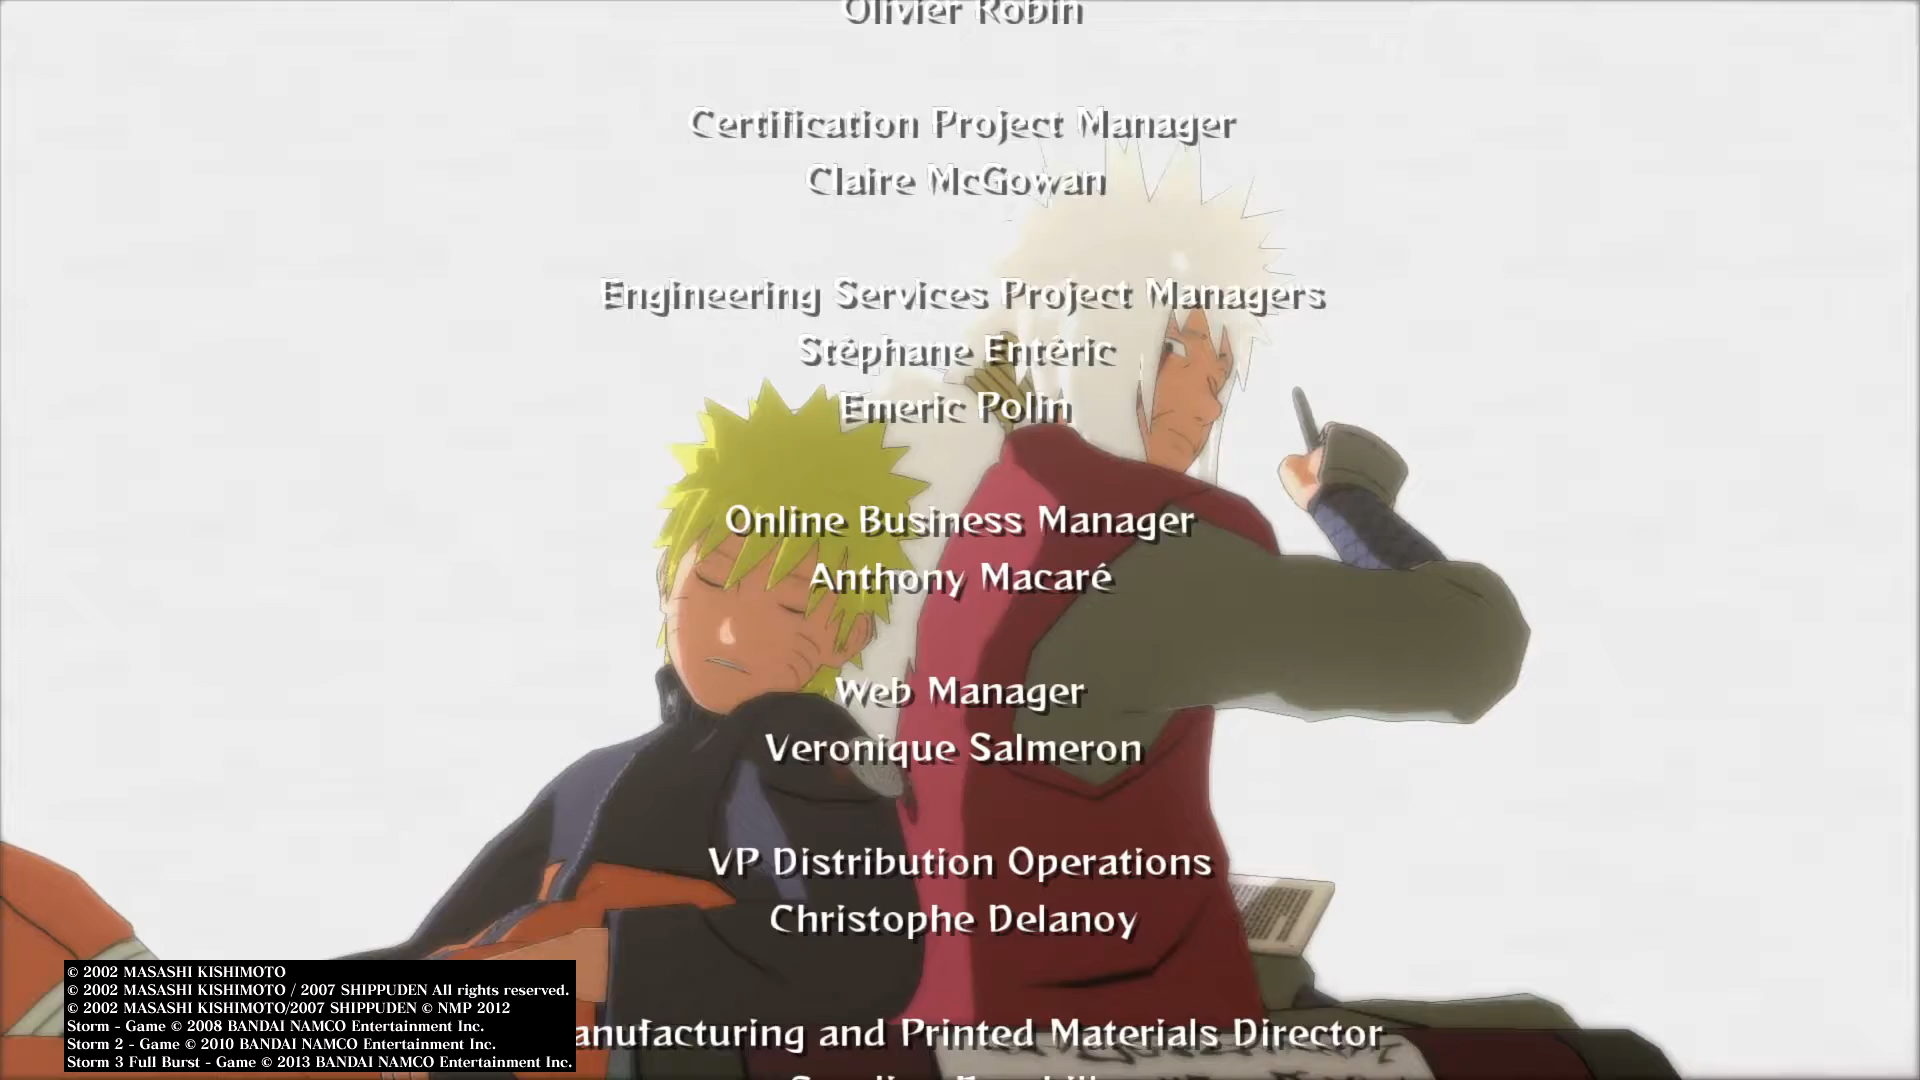 Olivier Robin
Certification Project Manager
Claire McGowan
Engineering Services Project Managers
Stéphane Entéric
Emeric Polin
Online Business Manager
Anthony Macaré
Web Manager
Veronique Salmeron
VP Distribution Operations
Christophe Delanoy
anufacturing and Printed Materials Director
© 2002 MASASHI KISHIMOTO
© 2002 MASASHI KISHIMOTO / 2007 SHIPPUDEN All rights reserved.
© 2002 MASASHI KISHIMOTO/2007 SHIPPUDEN © NMP 2012
Storm - Game © 2008 BANDAI NAMCO Entertainment Inc.
Storm 2 - Game © 2010 BANDAI NAMCO Entertainment Inc.
Storm 3 Full Burst - Game © 2013 BANDAI NAMCO Entertainment Inc.